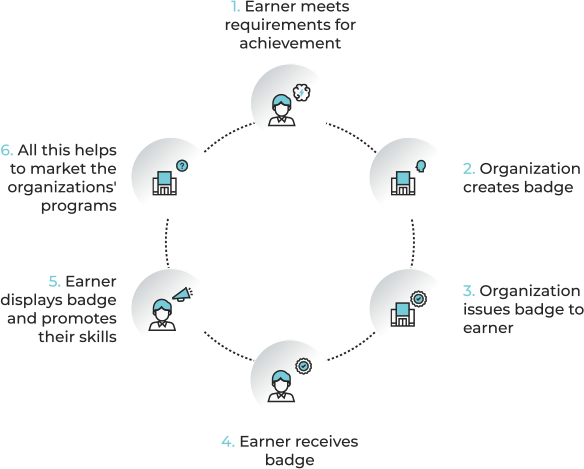 1. Earner meets
requirements for
achievement
2. Organization
creates badge
3. Organization
issues badge to
earner
4. Earner receives
badge
5. Earner
displays badge
and promotes
their skills
6. All this helps
to market the
organizations'
programs
?